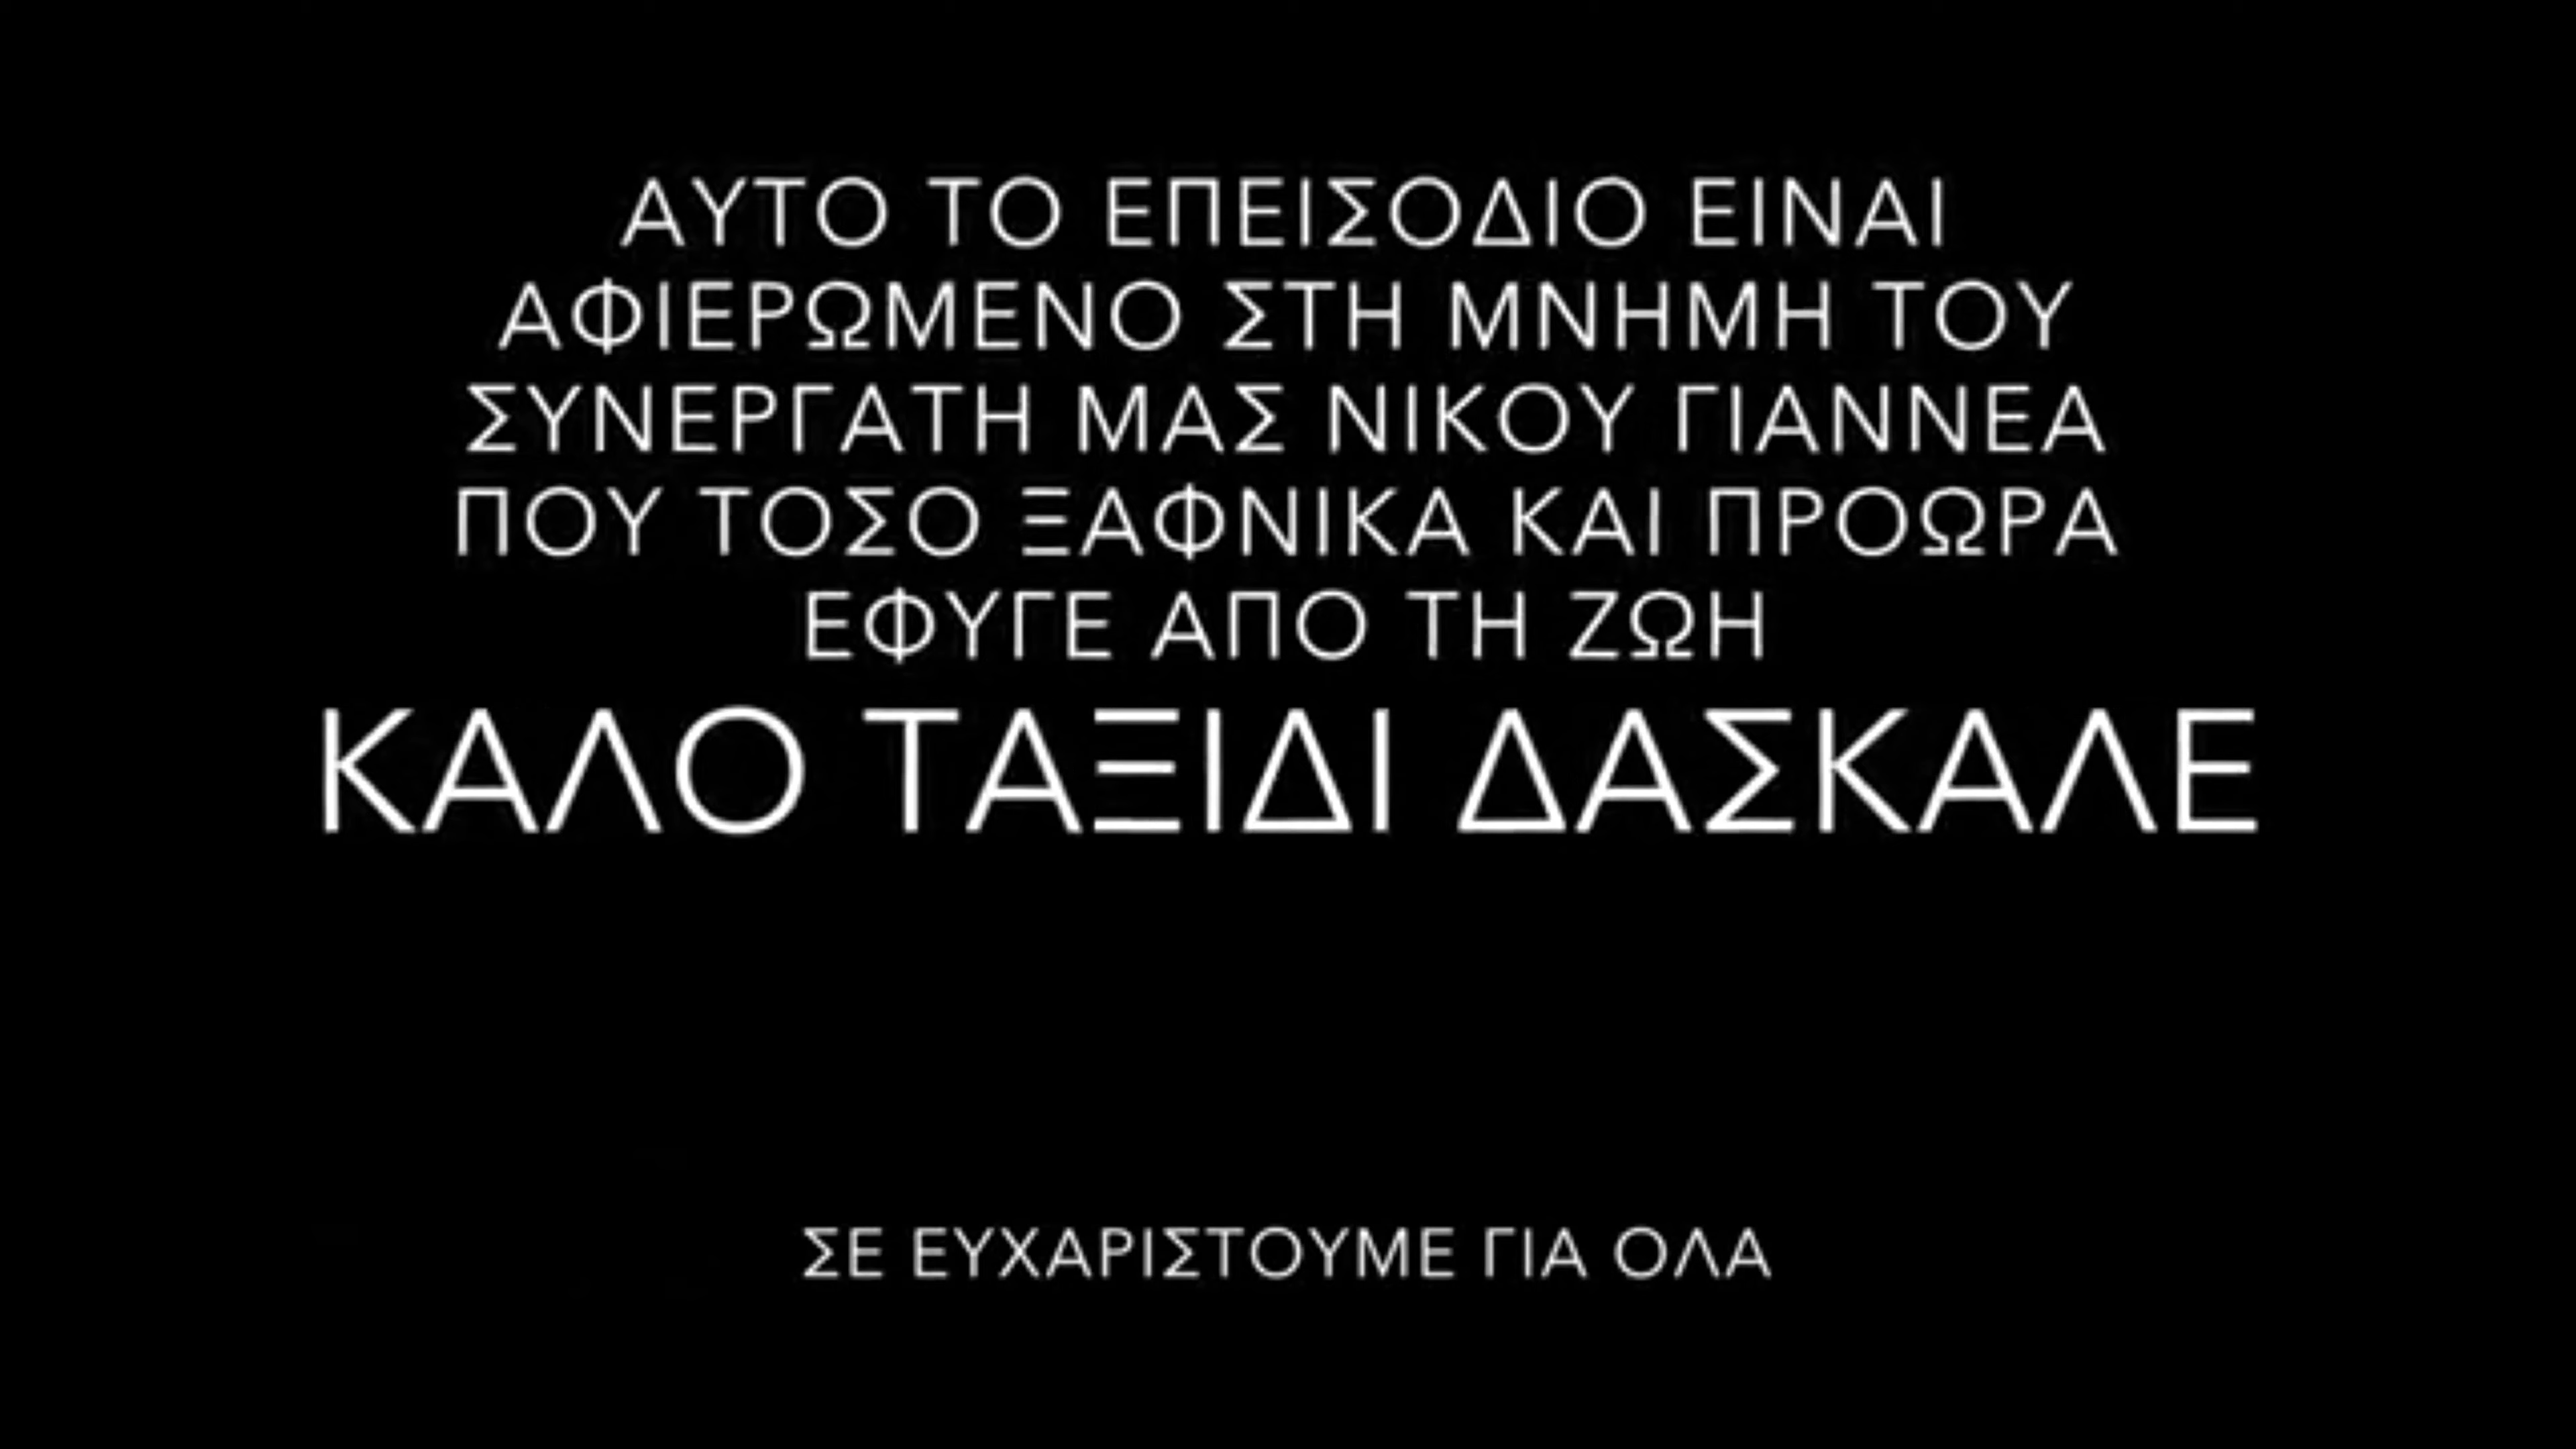 ΑΥΤΟ ΤΟ ΕΠΕΙΣΟΔΙΟ ΕΙΝΑΙ
ΑΦΙΕΡΩΜΕΝΟ ΣΤΗ ΜΝΗΜΗ ΤΟΥ
ΣΥΝΕΡΓΑΤΗ ΜΑΣ ΝΙΚΟΥ ΓΙΑΝΝΕΑ
ΠΟΥ ΤΟΣΟ ΞΑΦΝΙΚΑ ΚΑΙ ΠΡΟΩΡΑ
ΕΦΥΓΕ ΑΠΟ ΤΗ ΖΩΗ
ΚΑΛΟ ΤΑΞΙΔΙ ΔΑΣΚΑΛΕ
ΣΕ ΕΥΧΑΡΙΣΤΟΥΜΕ ΓΙΑ ΟΛΑ